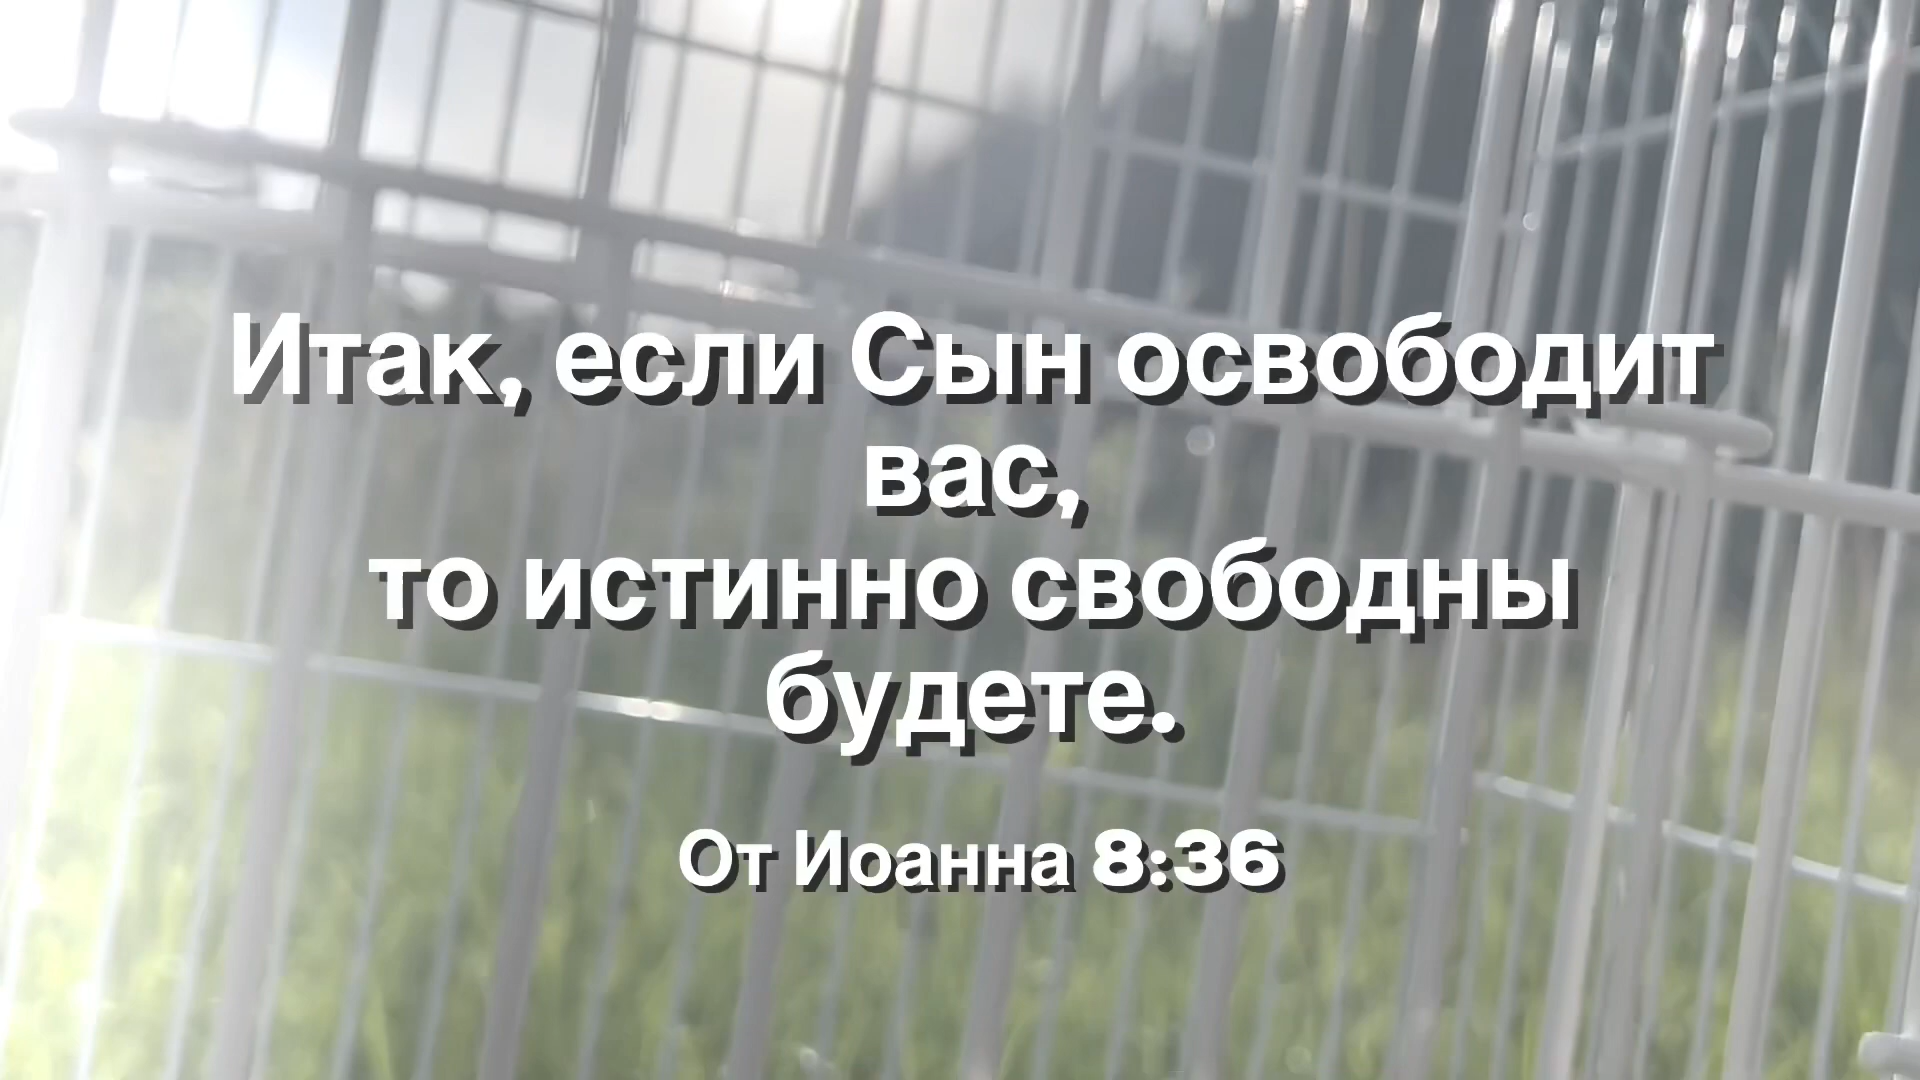 Итак, если Сын освободит
вас,
то истинно свободны
будете.
От Иоанна 8:36